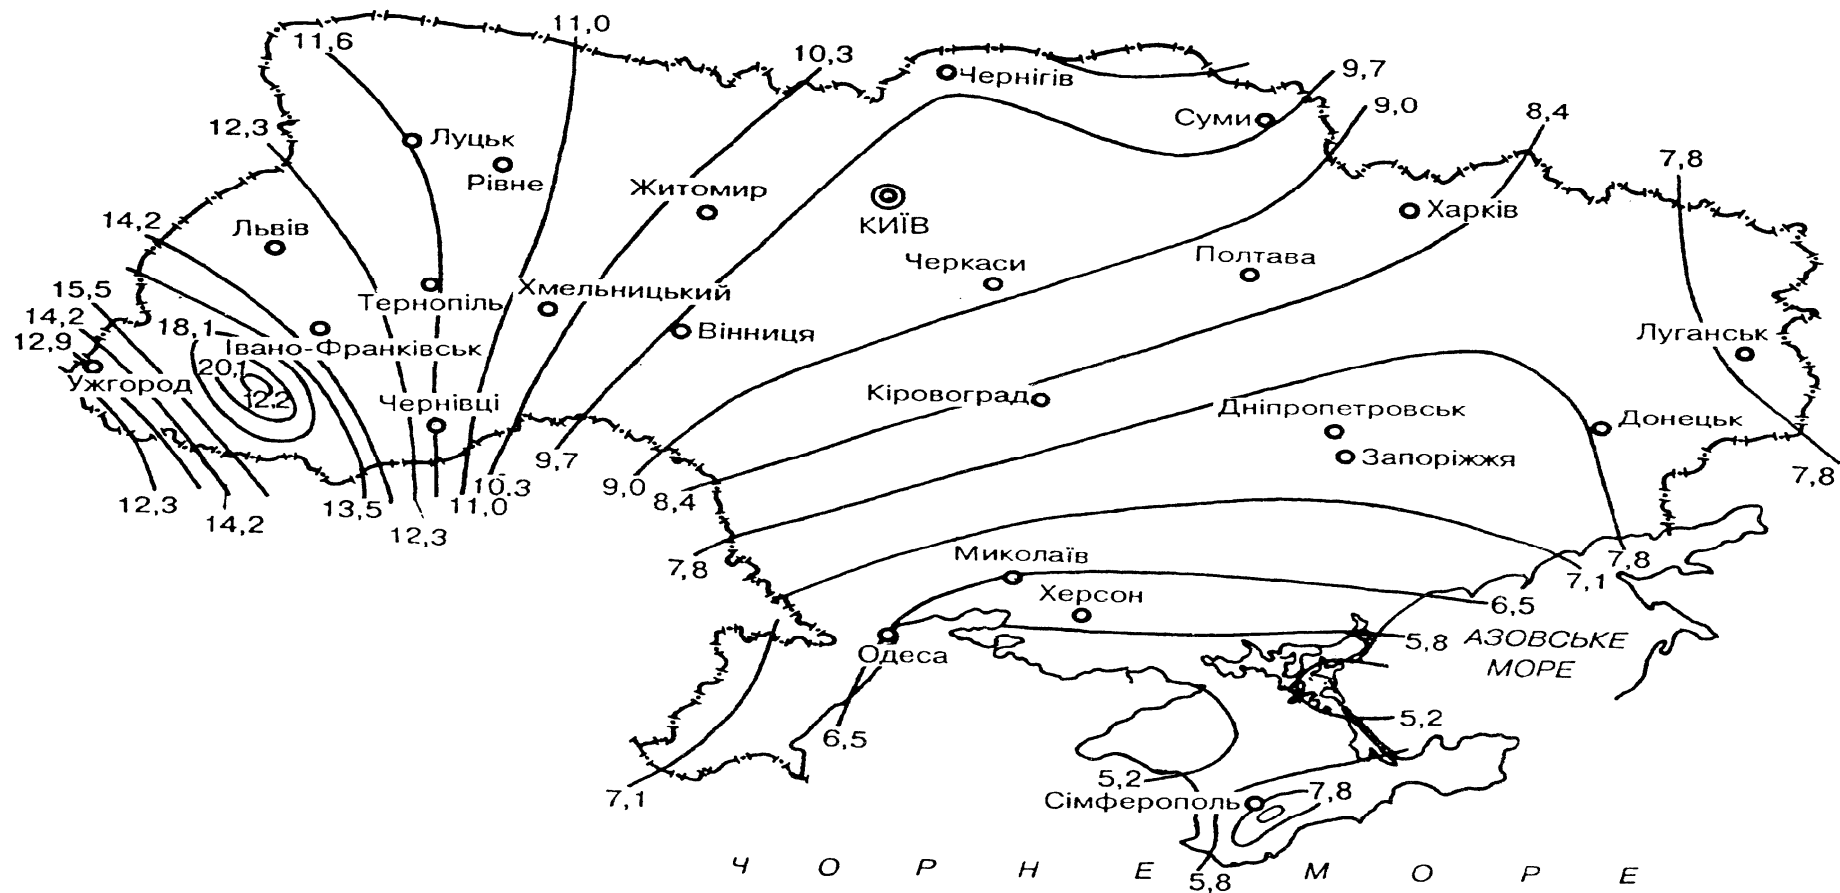 11,0
11,6
10,3
9,7
Чернігів
9,0
8,4
Суми
12,3
Луцьк
7,8
Рівне
Житомир
14,2
Львів
КИЇВ
Харків
Черкаси
Полтава
15,5
Тернопіль
Хмельницький
14,2
18,1
Вінниця
Луганськ
12,9
Івано-Франківськ
20,1
Ужгород
12,2
Чернівці
Кіровоград
Дніпропетровськ
Донецьк
9,7
Запоріжжя
7,8
12,3
14,2
13,5
12,3
11,0
10,3
9,0
8,4
7,8
Миколаїв
7,8
7,1
Херсон
6,5
Одеса
5,8
АЗОВСЬКЕ
МОРЕ
6,5
5,2
7,1
5,2
Сімферополь
7,8
5,8
ЧОРНЕ МОРЕ